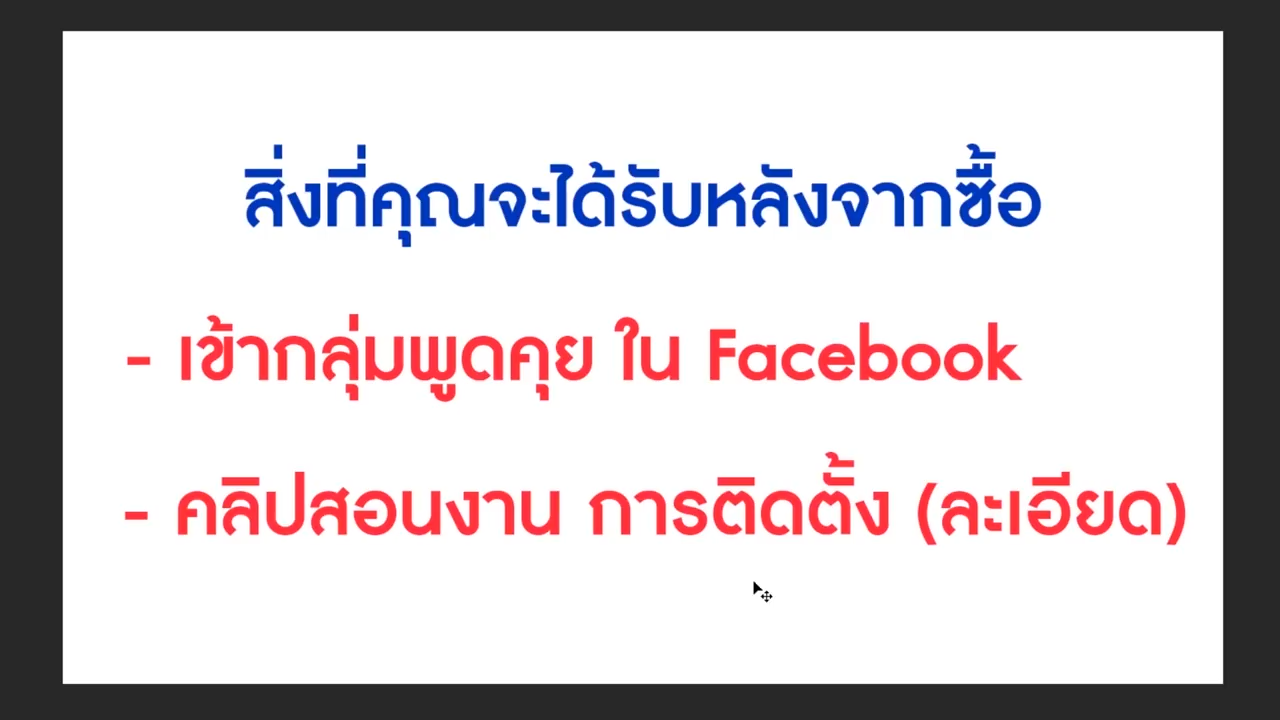 สิ่งที่คุณจะได้รับหลังจากซื้อ
- เข้ากลุ่มพูดคุย ใน Facebook
- คลิปสอนงาน การติดตั้ง (ละเอียด)